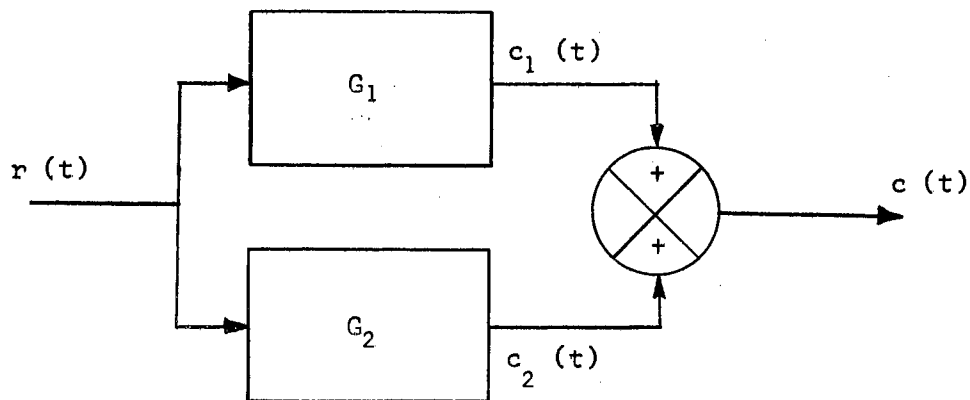 c₁ (t)
G₁
r (t)
+
c (t)
+
G₂
c₂ (t)